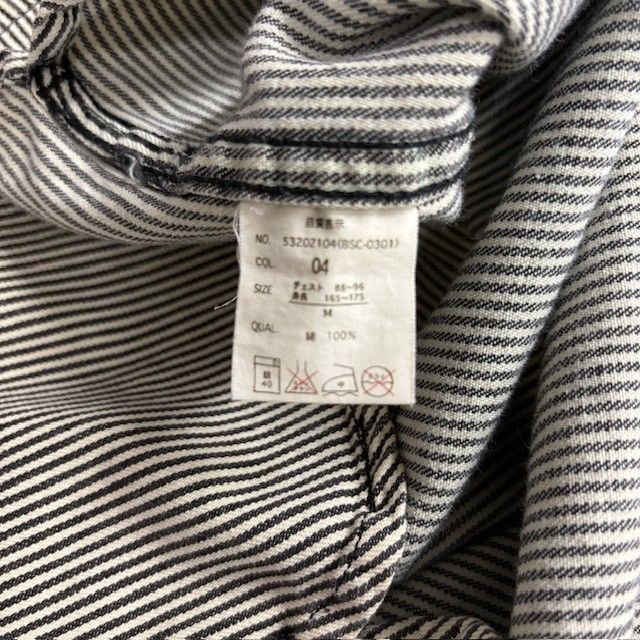 品質表示
NO. 53202104(BSC-0301)
COL. 04
SIZE チェスト 88~96
身長 165~175
M
QUAL. 綿 100%
40
中